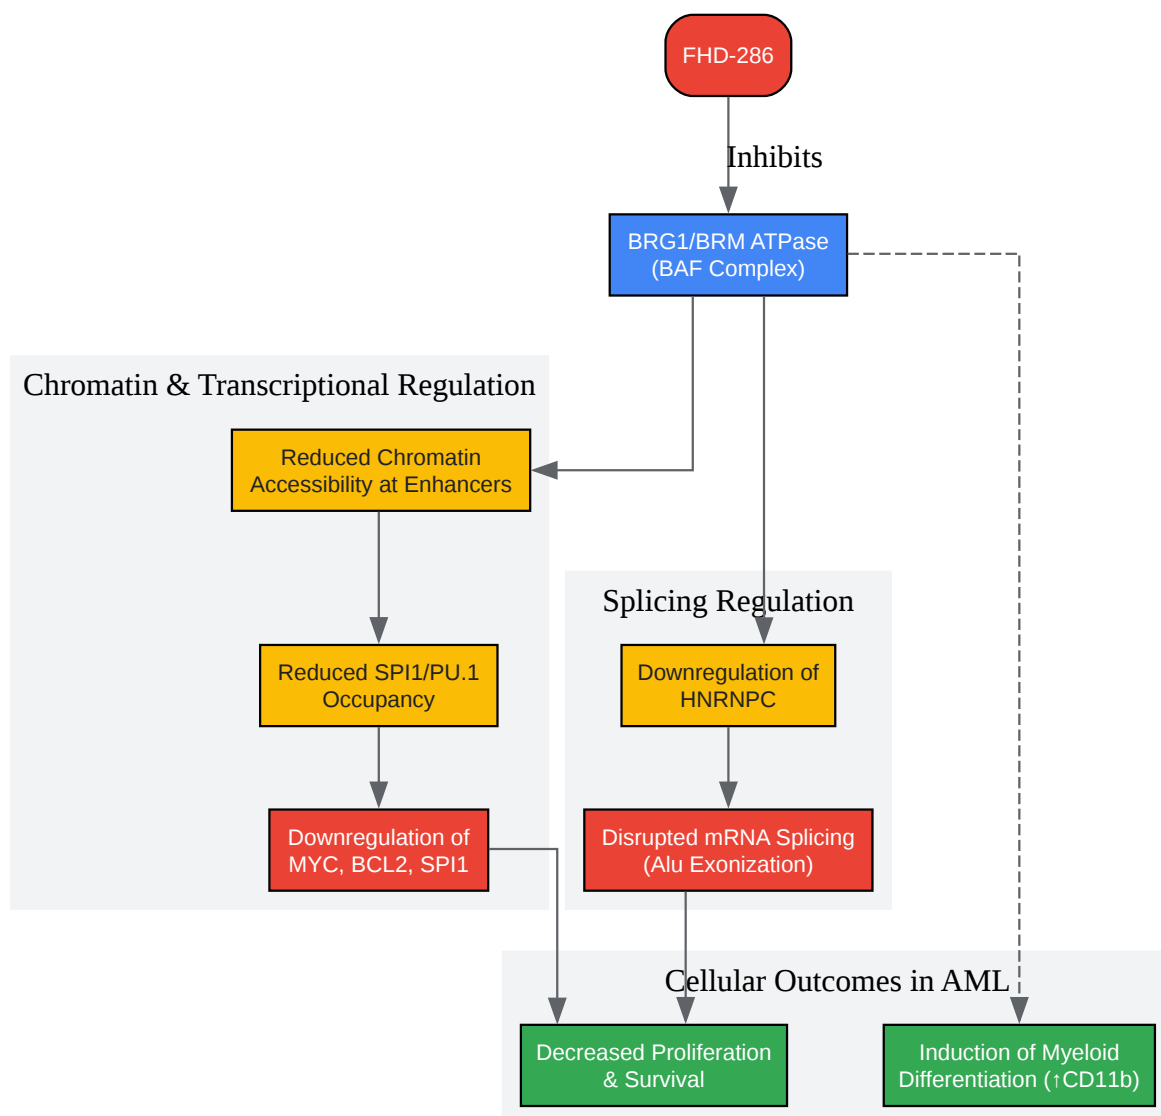 FHD-286
Inhibits
BRG1/BRM ATPase
(BAF Complex)
Chromatin & Transcriptional Regulation
Reduced Chromatin
Accessibility at Enhancers
Splicing Regulation
Reduced SPI1/PU.1
Occupancy
Downregulation of
HNRNPC
Downregulation of
MYC, BCL2, SPI1
Disrupted mRNA Splicing
(Alu Exonization)
Cellular Outcomes in AML
Decreased Proliferation
& Survival
Induction of Myeloid
Differentiation (↑CD11b)